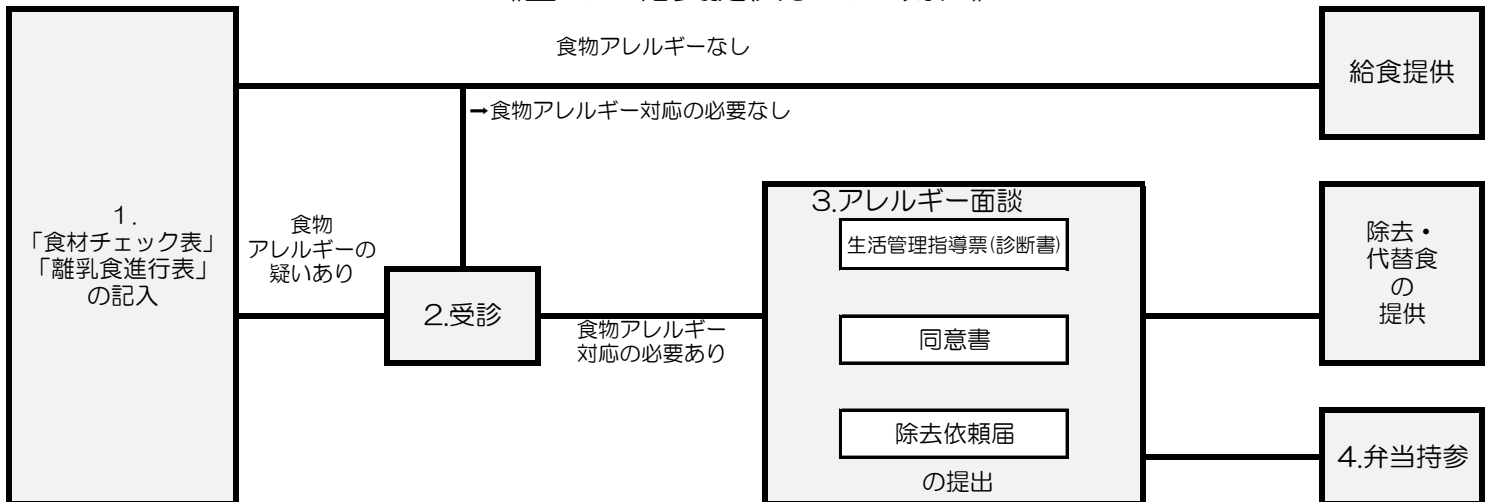 食物アレルギーなし
給食提供
→食物アレルギー対応の必要なし
1.
「食材チェック表」
「離乳食進行表」
の記入
食物
アレルギーの
疑いあり
2.受診
食物アレルギー
対応の必要あり
3.アレルギー面談
生活管理指導票(診断書)
同意書
除去依頼届
の提出
除去・
代替食
の
提供
4.弁当持参